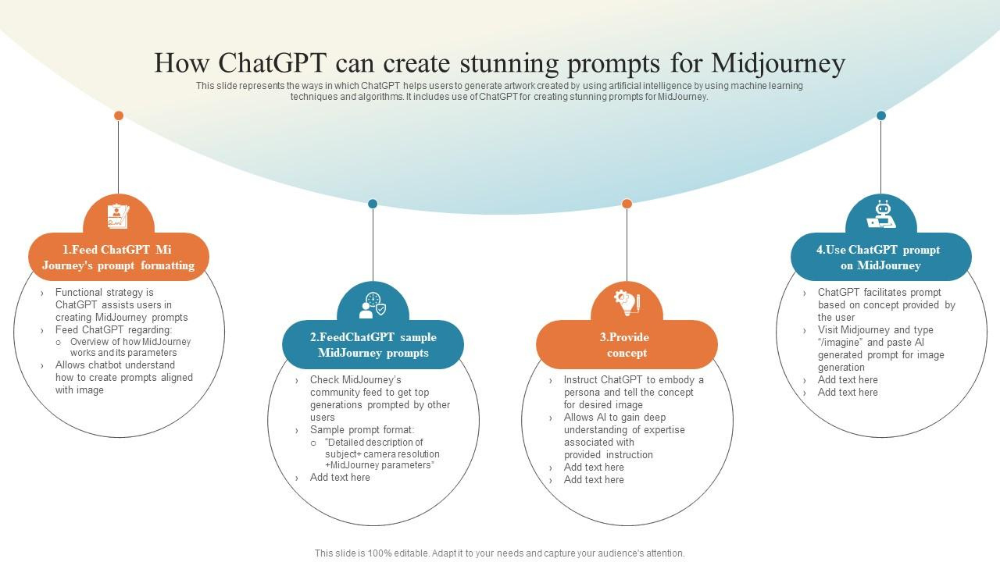 How ChatGPT can create stunning prompts for Midjourney
This slide represents the ways in which ChatGPT helps users to generate artwork created by using artificial intelligence by using machine learning
techniques and algorithms. It includes use of ChatGPT for creating stunning prompts for MidJourney.
1.Feed ChatGPT Mi
Journey's prompt formatting
› Functional strategy is
ChatGPT assists users in
creating MidJourney prompts
› Feed ChatGPT regarding:
o Overview of how MidJourney
works and its parameters
› Allows chatbot understand
how to create prompts aligned
with image
2.FeedChatGPT sample
MidJourney prompts
› Check MidJourney's
community feed to get top
generations prompted by other
users
› Sample prompt format:
o “Detailed description of
subject+ camera resolution
+MidJourney parameters”
› Add text here
3.Provide
concept
› Instruct ChatGPT to embody a
persona and tell the concept
for desired image
› Allows AI to gain deep
understanding of expertise
associated with
provided instruction
› Add text here
› Add text here
4.Use ChatGPT prompt
on MidJourney
› ChatGPT facilitates prompt
based on concept provided by
the user
› Visit Midjourney and type
“/imagine” and paste AI
generated prompt for image
generation
› Add text here
› Add text here
This slide is 100% editable. Adapt it to your needs and capture your audience's attention.